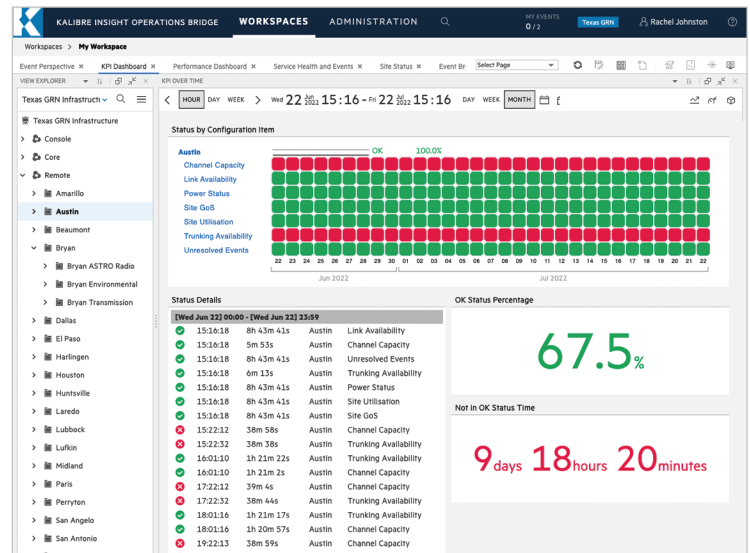 KALIBRE INSIGHT OPERATIONS BRIDGE WORKSPACES ADMINISTRATION MY EVENTS 0 / 2 Texas GRN Rachel Johnston
Workspaces > My Workspace
Event Perspective × KPI Dashboard × Performance Dashboard × Service Health and Events × Site Status × Event Br Select Page
VIEW EXPLORER
KPI OVER TIME
Texas GRN Infrastruct
HOUR DAY WEEK Wed 22 Jun 2022 15:16 - Fri 22 Jul 2022 15:16 DAY WEEK MONTH
Texas GRN Infrastructure
Console
Core
Remote
Amarillo
Austin
Beaumont
Bryan
Bryan ASTRO Radio
Bryan Environmental
Bryan Transmission
Dallas
El Paso
Harlingen
Houston
Huntsville
Laredo
Lubbock
Lufkin
Midland
Paris
Perryton
San Angelo
San Antonio
Status by Configuration Item
Austin OK 100.0%
Channel Capacity
Link Availability
Power Status
Site GoS
Site Utilisation
Trunking Availability
Unresolved Events
22 23 24 25 26 27 28 29 30 01 02 03 04 05 06 07 08 09 10 11 12 13 14 15 16 17 18 19 20 21 22
Jun 2022 Jul 2022
Status Details
[Wed Jun 22] 00:00 - [Wed Jun 22] 23:59
15:16:18 8h 43m 41s Austin Link Availability
15:16:18 5m 53s Austin Channel Capacity
15:16:18 8h 43m 41s Austin Unresolved Events
15:16:18 6m 13s Austin Trunking Availability
15:16:18 8h 43m 41s Austin Power Status
15:16:18 8h 43m 41s Austin Site Utilisation
15:16:18 8h 43m 41s Austin Site GoS
15:22:12 38m 58s Austin Channel Capacity
15:22:32 38m 38s Austin Trunking Availability
16:01:10 1h 21m 22s Austin Trunking Availability
16:01:10 1h 21m 2s Austin Channel Capacity
17:22:12 39m 4s Austin Channel Capacity
17:22:32 38m 44s Austin Trunking Availability
18:01:16 1h 21m 17s Austin Trunking Availability
18:01:16 1h 20m 57s Austin Channel Capacity
19:22:13 38m 59s Austin Channel Capacity
OK Status Percentage
67.5%
Not in OK Status Time
9 days 18 hours 20 minutes